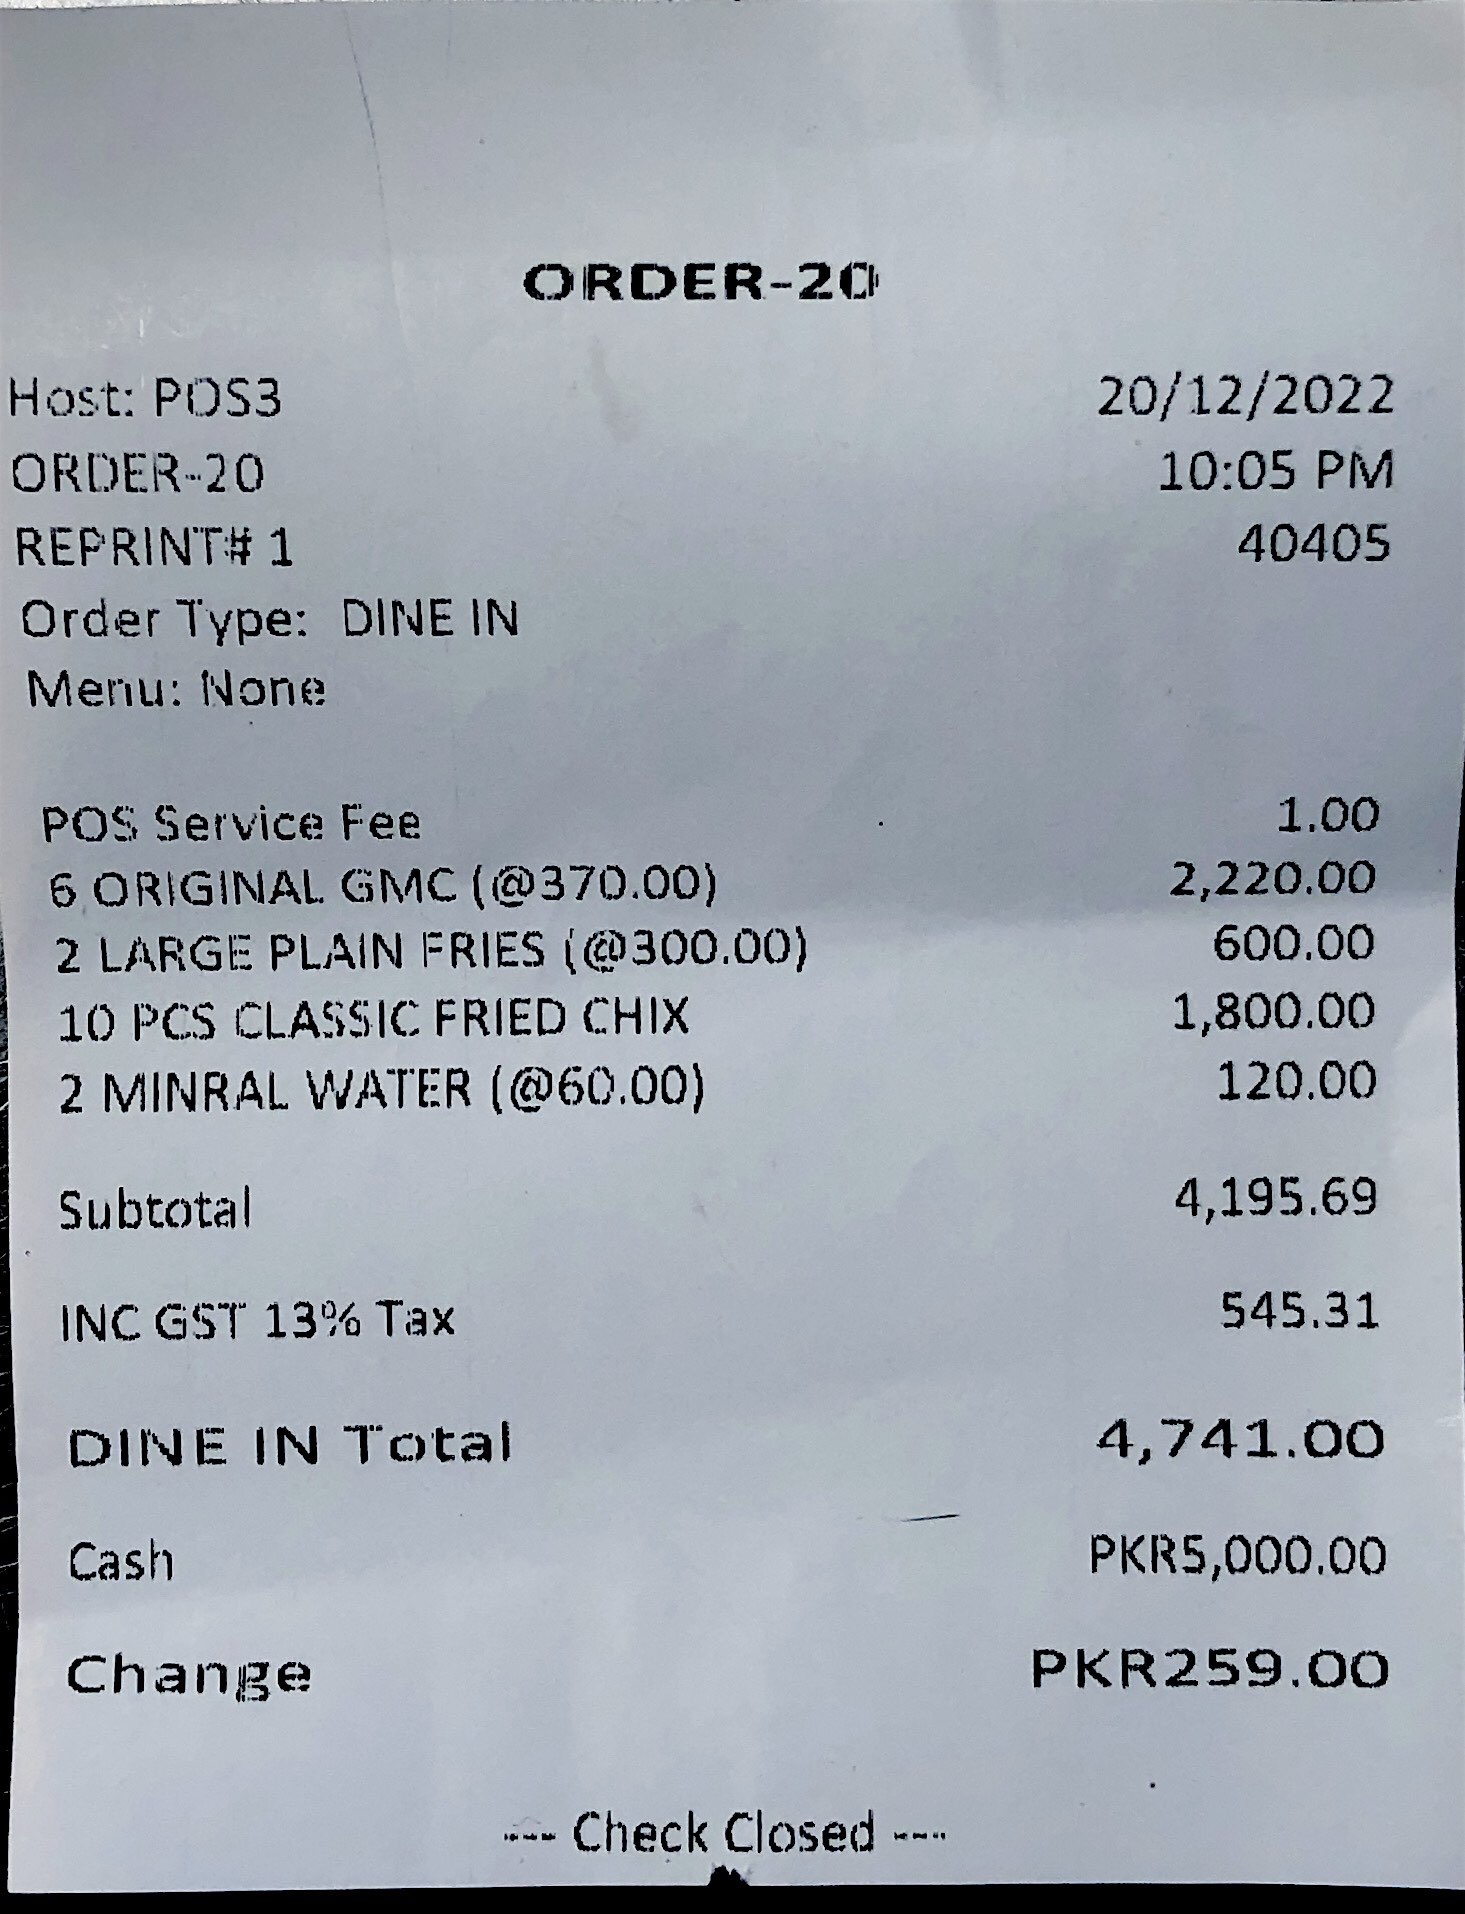 ORDER-20
Host: POS3 20/12/2022
ORDER-20 10:05 PM
REPRINT# 1 40405
Order Type: DINE IN
Menu: None
POS Service Fee 1.00
6 ORIGINAL GMC (@370.00) 2,220.00
2 LARGE PLAIN FRIES (@300.00) 600.00
10 PCS CLASSIC FRIED CHIX 1,800.00
2 MINRAL WATER (@60.00) 120.00
Subtotal 4,195.69
INC GST 13% Tax 545.31
DINE IN Total 4,741.00
Cash PKR5,000.00
Change PKR259.00
--- Check Closed ---